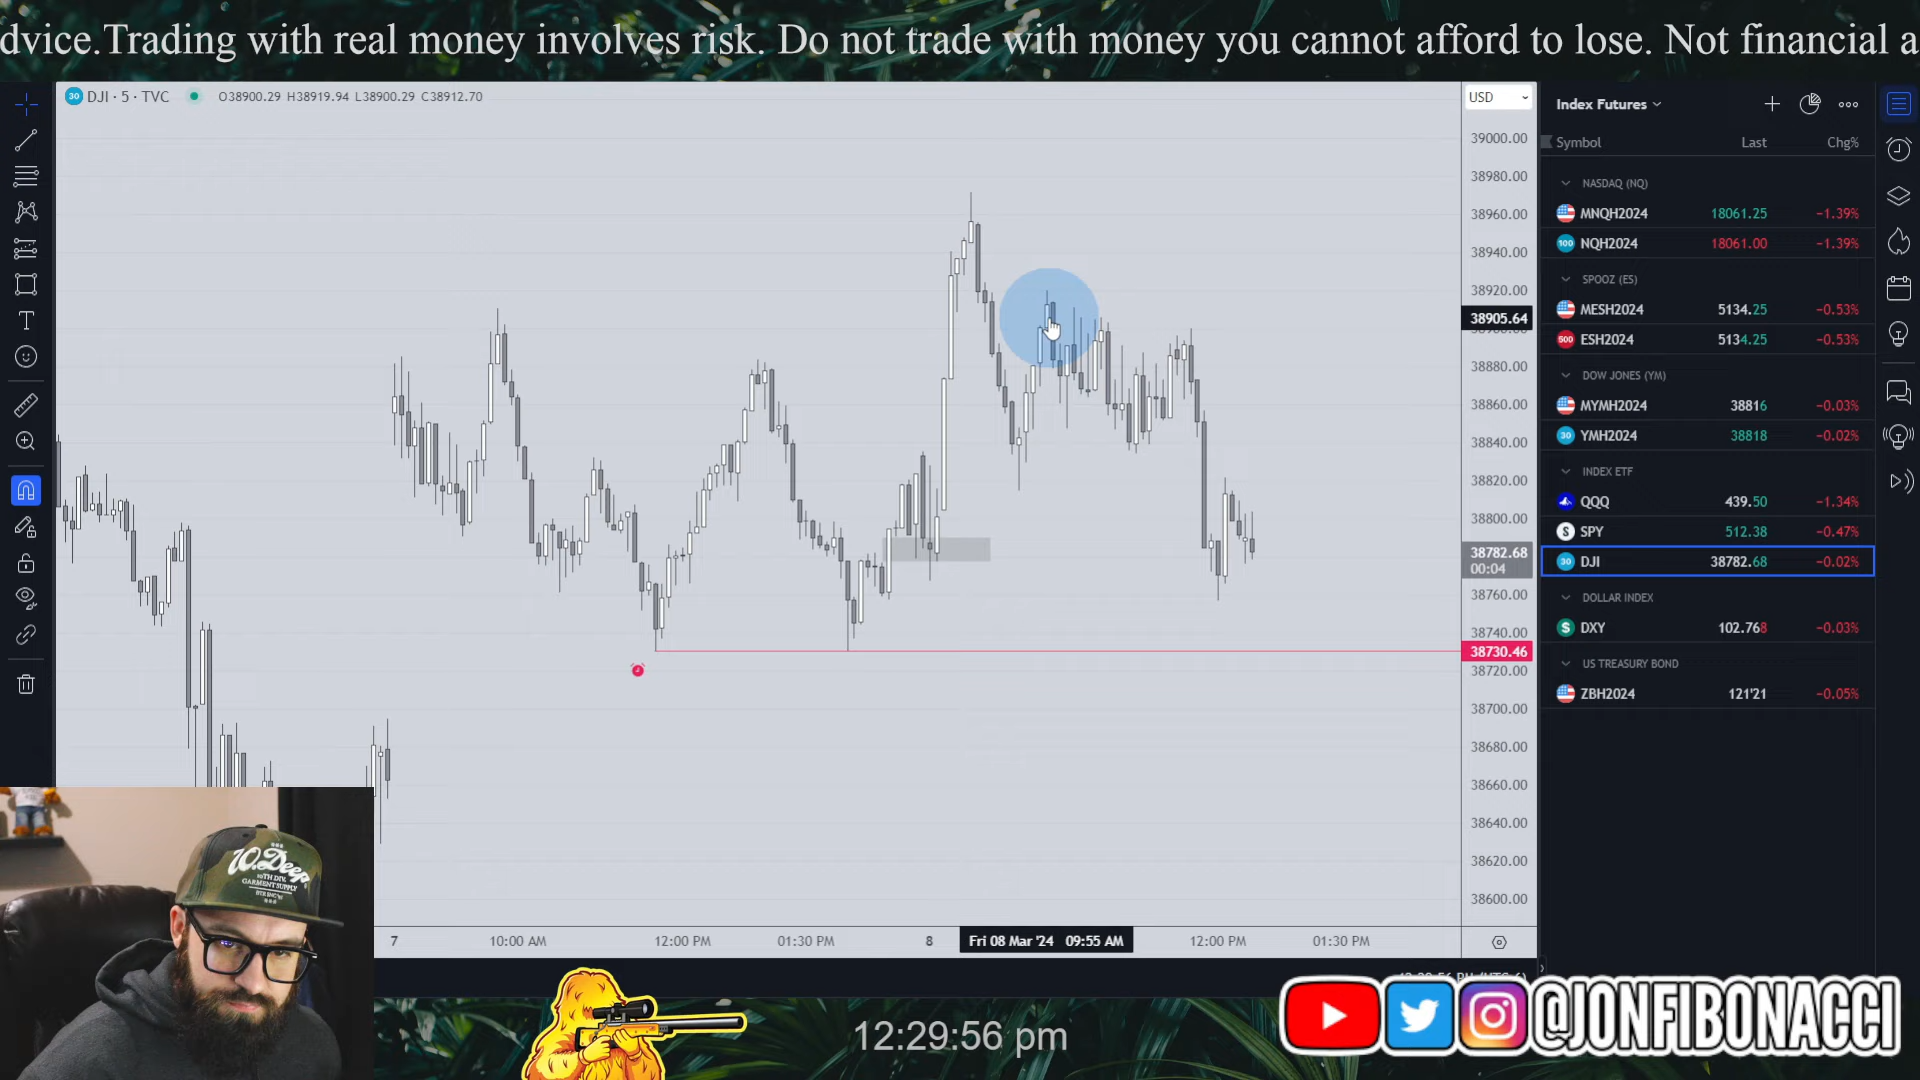 dvice.Trading with real money involves risk. Do not trade with money you cannot afford to lose. Not financial a
30 DJI · 5 · TVC O38900.29 H38919.94 L38900.29 C38912.70
USD
39000.00
38980.00
38960.00
38940.00
38920.00
38905.64
38880.00
38860.00
38840.00
38820.00
38800.00
38782.68
00:04
38760.00
38740.00
38730.46
38720.00
38700.00
38680.00
38660.00
38640.00
38620.00
38600.00
7 10:00 AM 12:00 PM 01:30 PM 8 Fri 08 Mar '24 09:55 AM 12:00 PM 01:30 PM
Index Futures
Symbol Last Chg%
NASDAQ (NQ)
MNQH2024 18061.25 −1.39%
100 NQH2024 18061.00 −1.39%
SPOOZ (ES)
MESH2024 5134.25 −0.53%
500 ESH2024 5134.25 −0.53%
DOW JONES (YM)
MYMH2024 38816 −0.03%
30 YMH2024 38818 −0.02%
INDEX ETF
QQQ 439.50 −1.34%
S SPY 512.38 −0.47%
30 DJI 38782.68 −0.02%
DOLLAR INDEX
$ DXY 102.768 −0.03%
US TREASURY BOND
ZBH2024 121'21 −0.05%
10.Deep
GARMENT SUPPLY
12:29:56 pm
@JONFIBONACCI